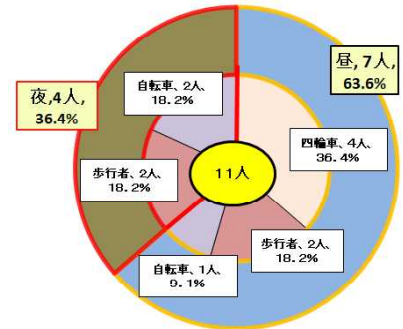 自転車、2人、
18.2%
昼, 7人,
63.6%
夜,4人,
36.4%
四輪車、4人、
36.4%
歩行者、2人、
18.2%
11人
歩行者、2人、
18.2%
自転車、1人、
9.1%